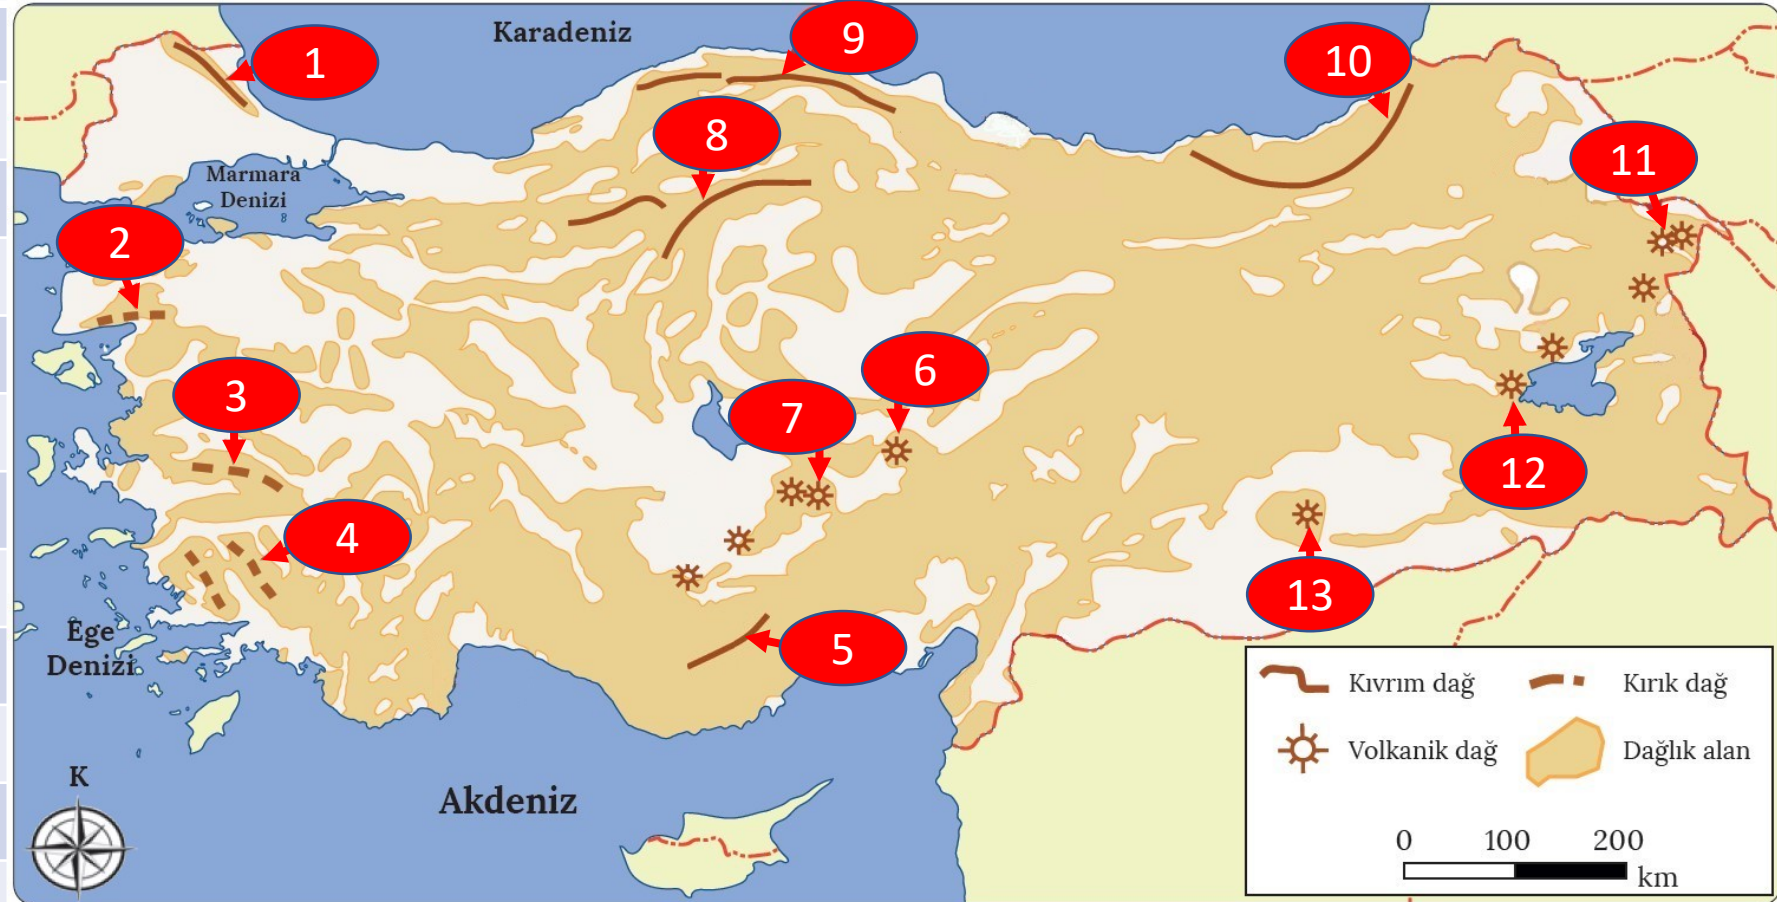 Karadeniz
9
1
10
8
11
Marmara
Denizi
2
6
3
7
12
4
13
5
Ege
Denizi
Kıvrım dağ
Kırık dağ
Volkanik dağ
Dağlık alan
K
Akdeniz
0 100 200
km